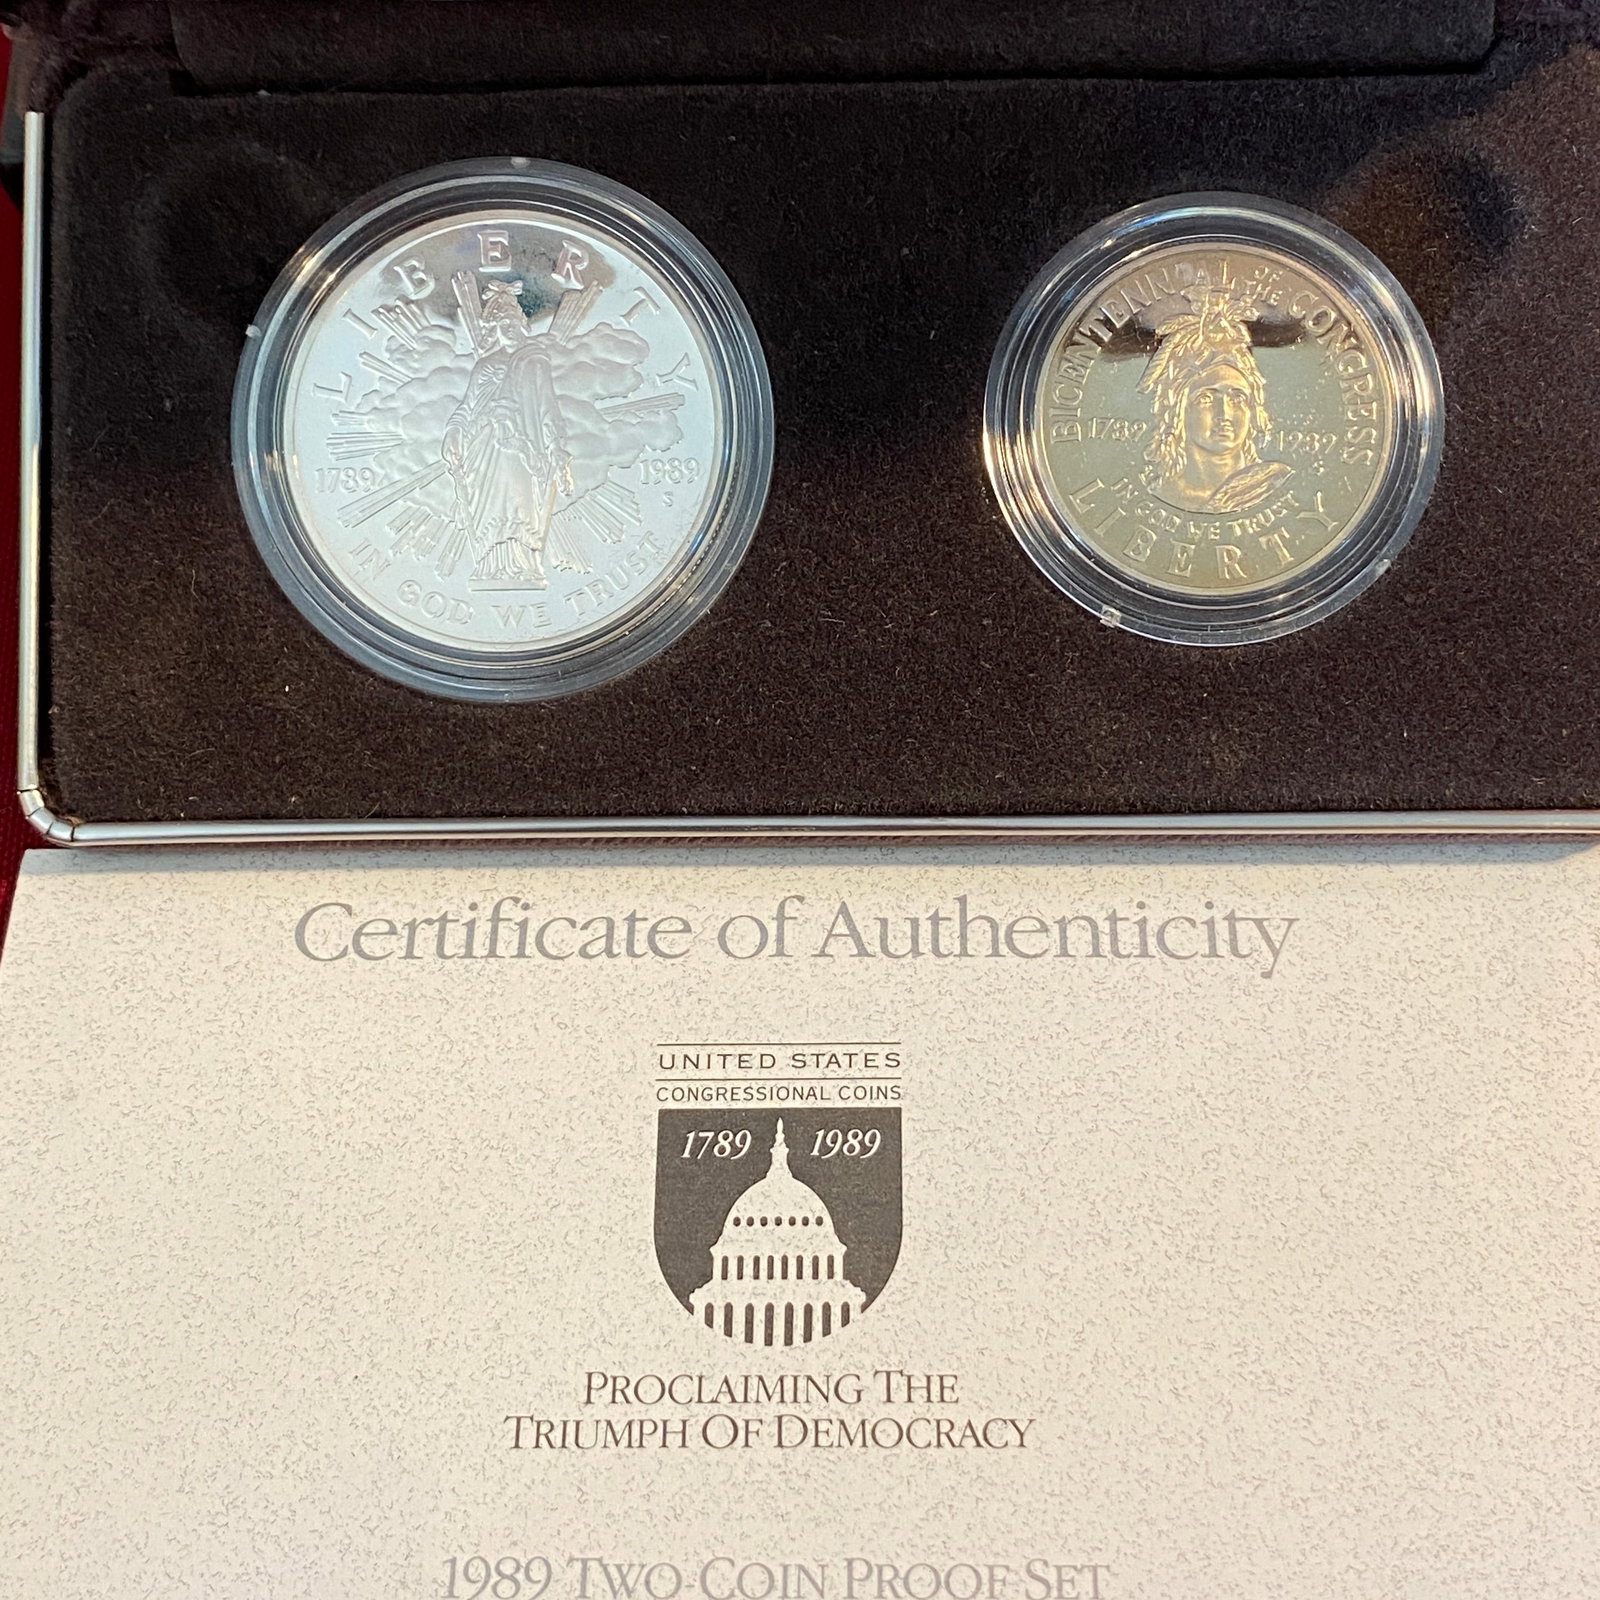 LIBERTY
1789 1989
S
IN GOD WE TRUST
BICENTENNIAL OF THE CONGRESS
1789 1989
S
IN GOD WE TRUST
LIBERTY
Certificate of Authenticity
UNITED STATES
CONGRESSIONAL COINS
1789 1989
PROCLAIMING THE
TRIUMPH OF DEMOCRACY
1989 TWO-COIN PROOF SET